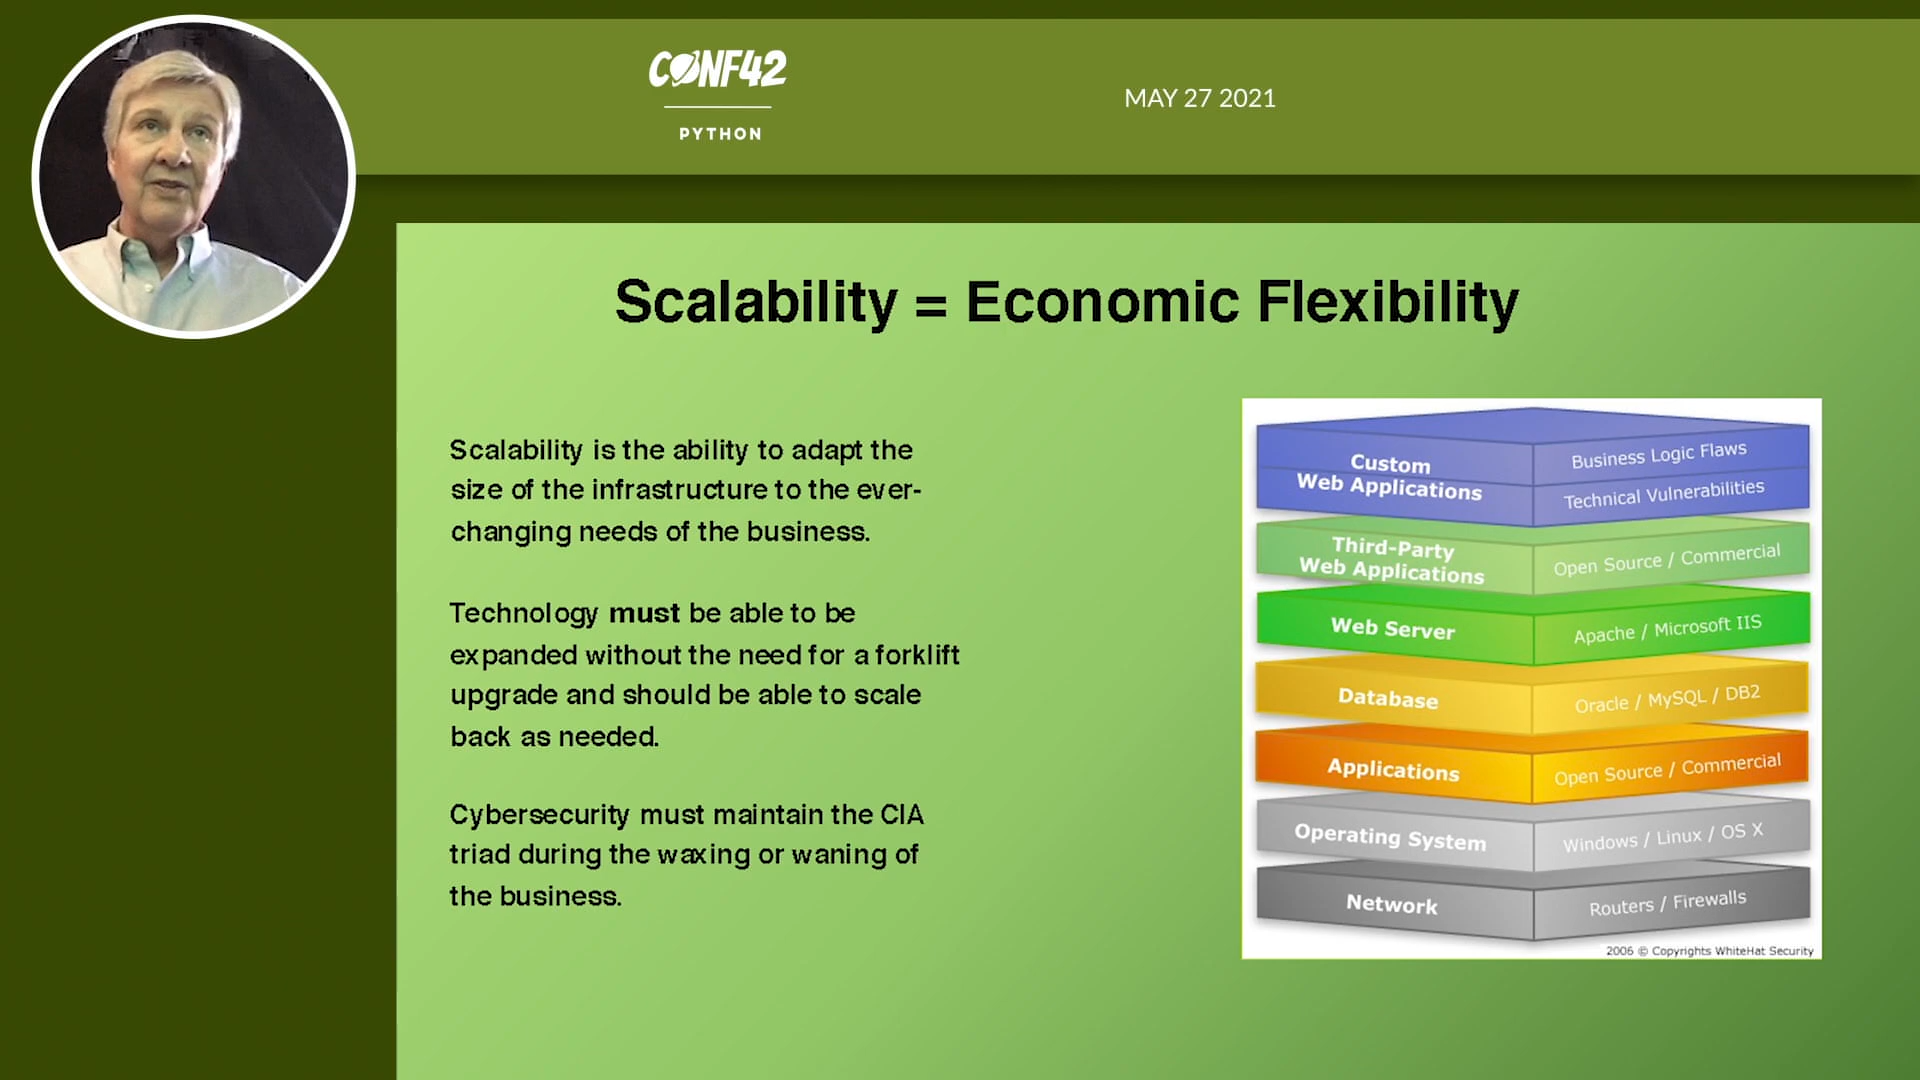 CONF42
PYTHON
MAY 27 2021
Scalability = Economic Flexibility
Scalability is the ability to adapt the
size of the infrastructure to the ever-
changing needs of the business.
Technology must be able to be
expanded without the need for a forklift
upgrade and should be able to scale
back as needed.
Cybersecurity must maintain the CIA
triad during the waxing or waning of
the business.
Custom
Web Applications
Business Logic Flaws
Technical Vulnerabilities
Third-Party
Web Applications
Open Source / Commercial
Web Server
Apache / Microsoft IIS
Database
Oracle / MySQL / DB2
Applications
Open Source / Commercial
Operating System
Windows / Linux / OS X
Network
Routers / Firewalls
2006 © Copyrights WhiteHat Security